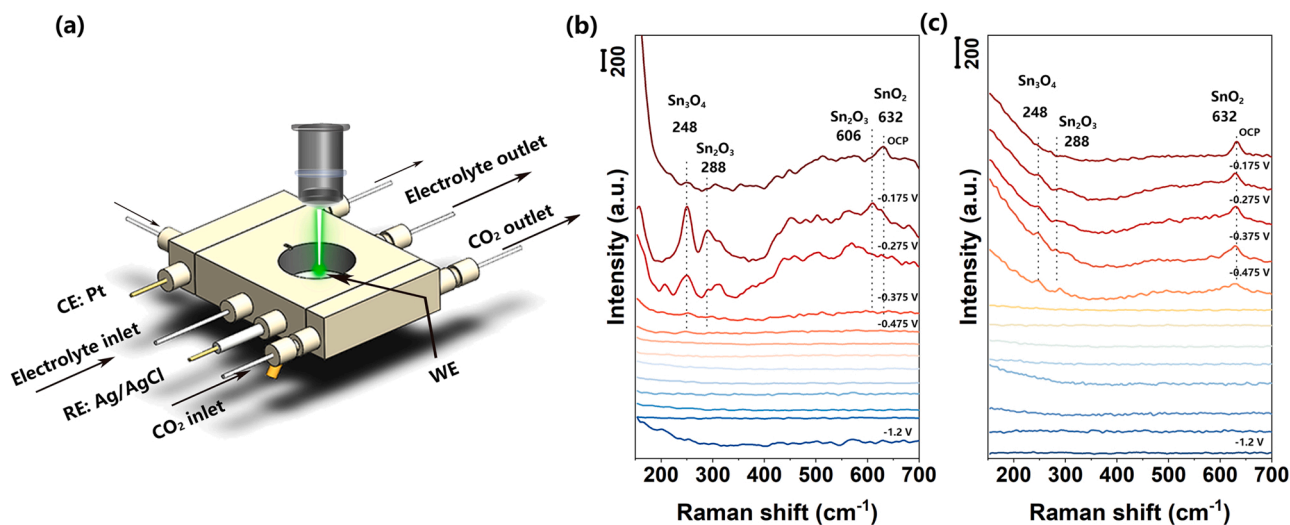 (a)
Electrolyte outlet
CO₂ outlet
CE: Pt
Electrolyte inlet
RE: Ag/AgCl
CO₂ inlet
WE
(b)
200
Intensity (a.u.)
Sn₃O₄
248
Sn₂O₃
288
Sn₂O₃
606
SnO₂
632
OCP
-0.175 V
-0.275 V
-0.375 V
-0.475 V
-1.2 V
200 300 400 500 600 700
Raman shift (cm⁻¹)
(c)
200
Intensity (a.u.)
Sn₃O₄
248
Sn₂O₃
288
SnO₂
632
OCP
-0.175 V
-0.275 V
-0.375 V
-0.475 V
-1.2 V
200 300 400 500 600 700
Raman shift (cm⁻¹)